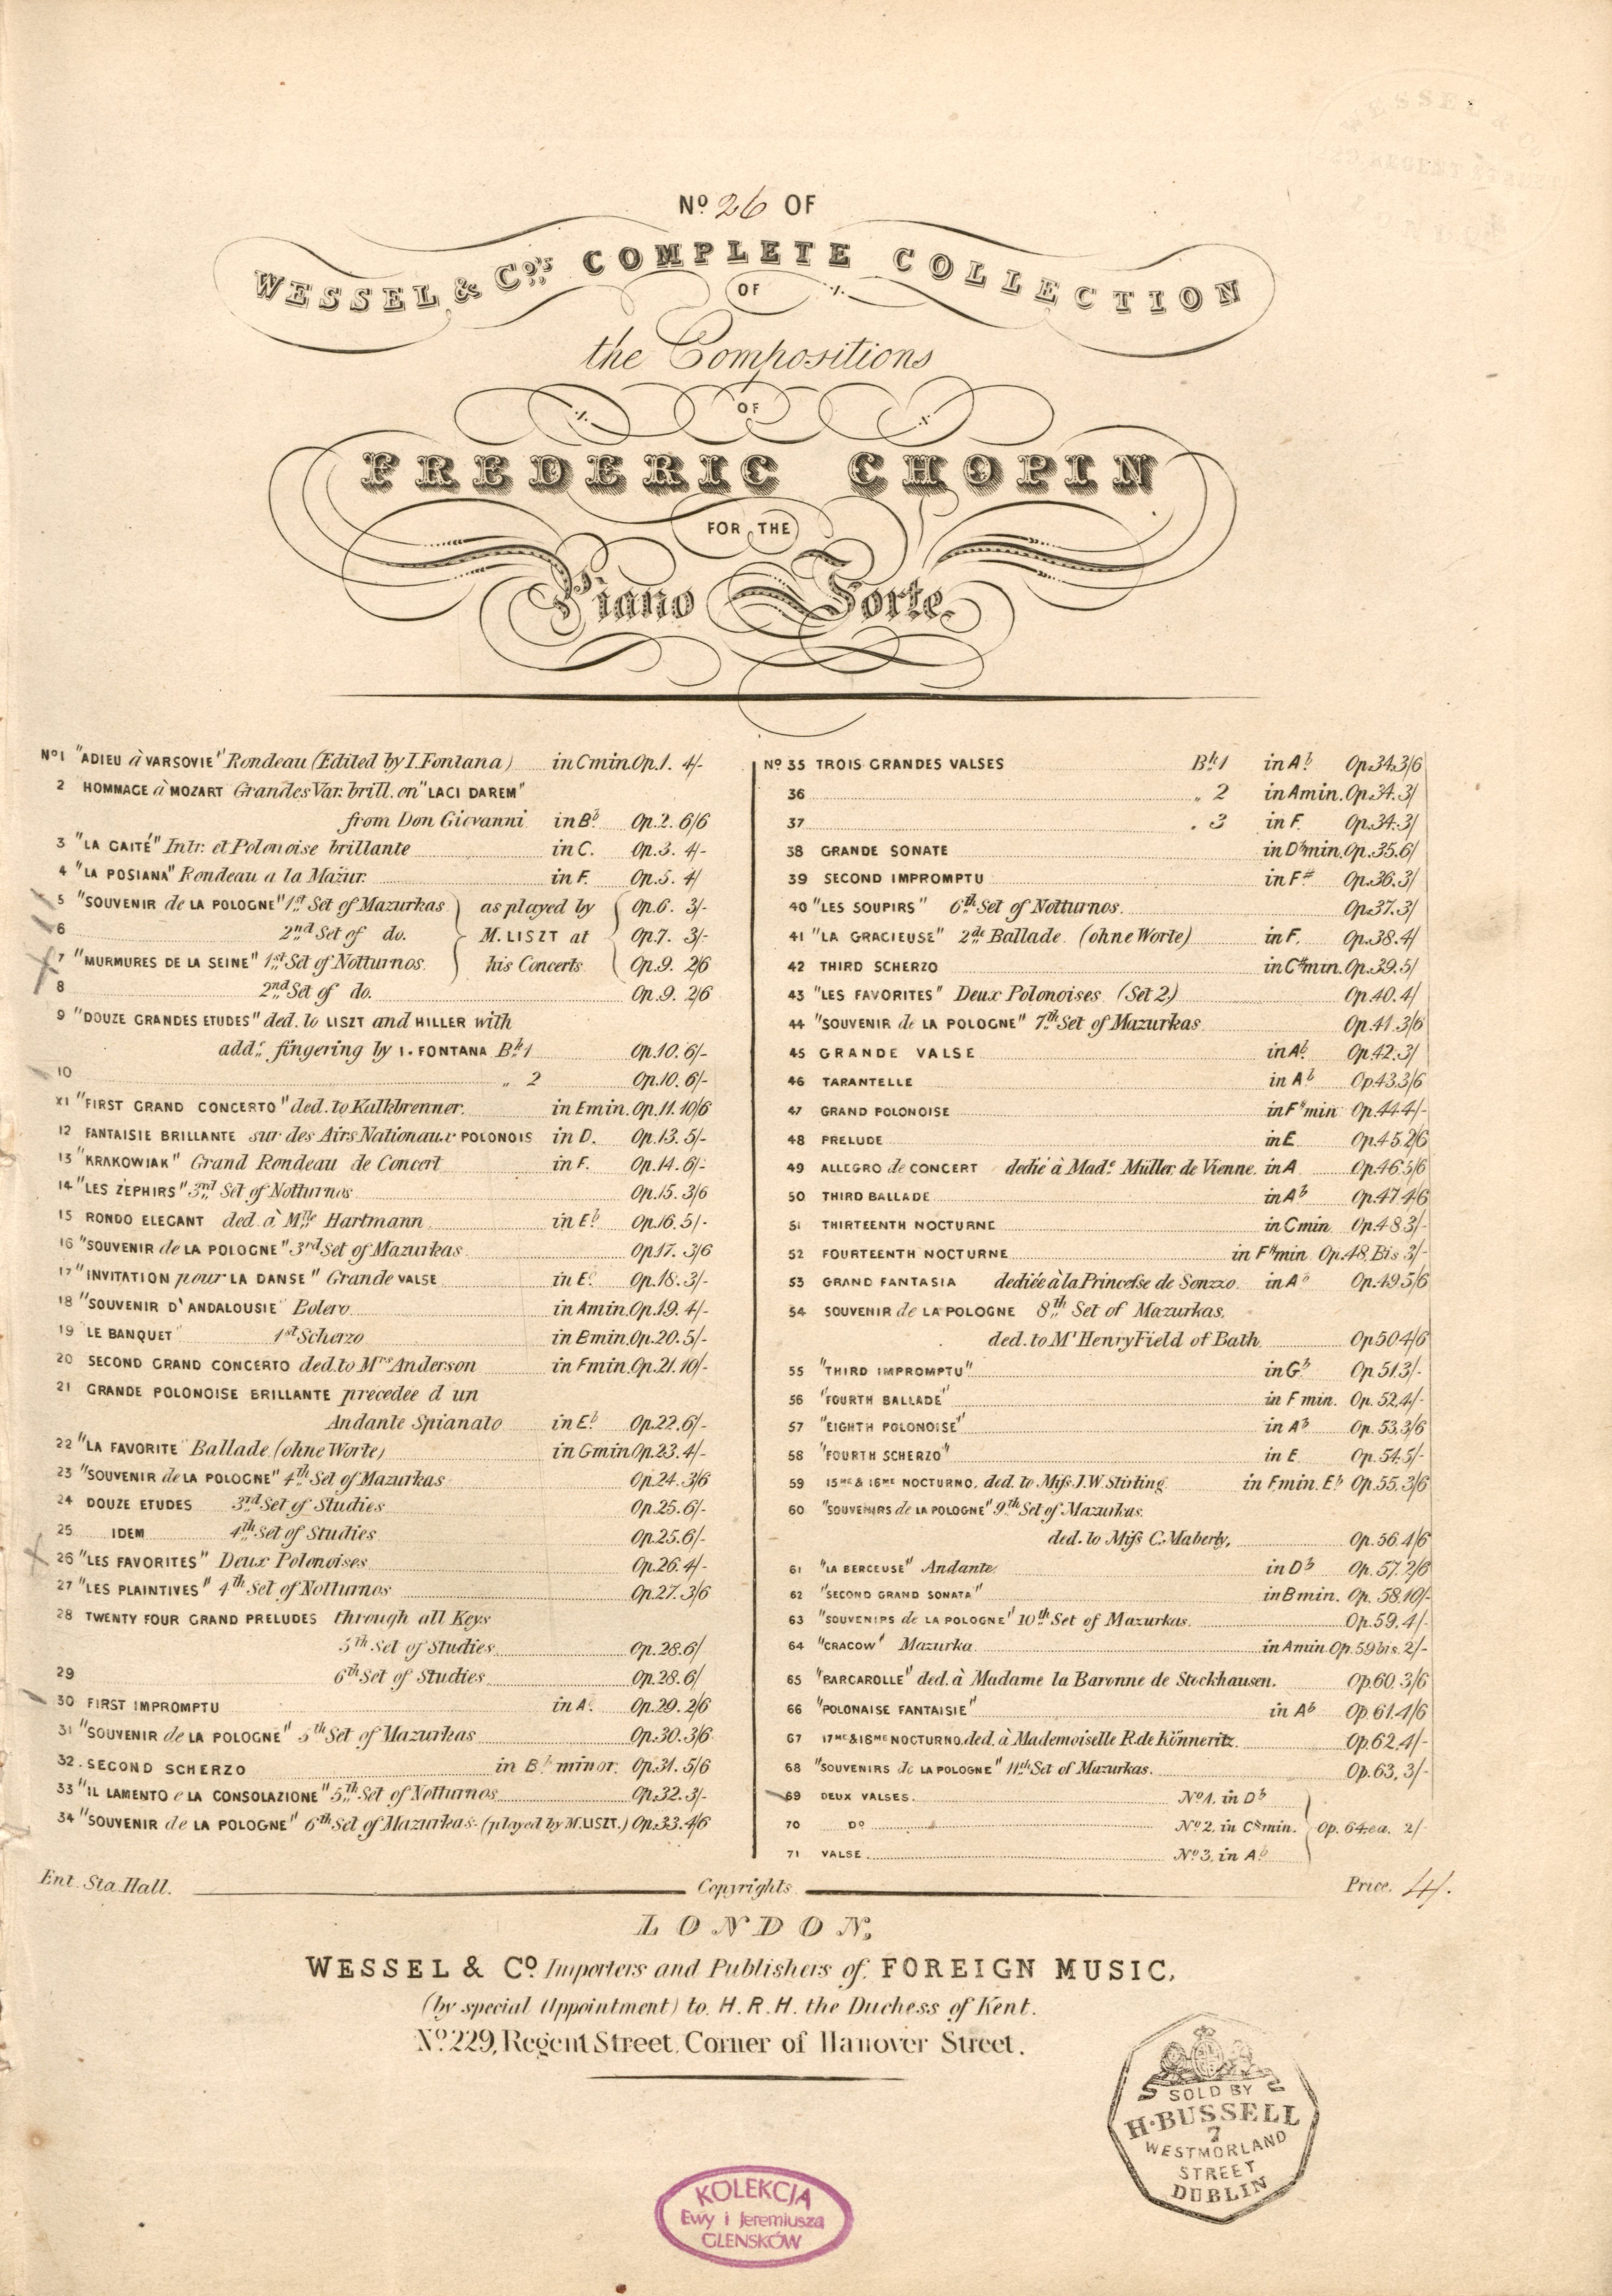 WESSEL & Co
229 REGENT STREET
Nº 26 OF
WESSEL & Co's COMPLETE COLLECTION
OF
the Compositions
OF
FREDERIC CHOPIN
FOR THE
Piano Forte.
Nº 1 "ADIEU à VARSOVIE" Rondeau (Edited by I. Fontana) in C min. Op. 1. 4/-
2 HOMMAGE à MOZART Grandes Var. brill. on "LACI DAREM"
from Don Giovanni in B♭ Op. 2. 6/6
3 "LA GAITÉ" Intr: et Polonoise brillante in C. Op. 3. 4/-
4 "LA POSIANA" Rondeau a la Mazur. in F. Op. 5. 4/
5 "SOUVENIR de LA POLOGNE" 1st Set of Mazurkas as played by Op. 6. 3/-
6 2nd Set of do. M. LISZT at Op. 7. 3/-
7 "MURMURES DE LA SEINE" 1st Set of Notturnos. his Concerts Op. 9. 2/6
8 2nd Set of do. Op. 9. 2/6
9 "DOUZE GRANDES ETUDES" ded. to LISZT and HILLER with
add: fingering by I. FONTANA Bk. 1 Op. 10. 6/-
10 " 2 Op. 10. 6/-
XI "FIRST GRAND CONCERTO" ded. to Kalkbrenner. in E min. Op. 11. 10/6
12 FANTAISIE BRILLANTE sur des Airs Nationaux POLONOIS in D. Op. 13. 5/-
13 "KRAKOWIAK" Grand Rondeau de Concert in F. Op. 14. 6/-
14 "LES ZEPHIRS" 3rd Set of Notturnos Op. 15. 3/6
15 RONDO ELEGANT ded. à Mlle Hartmann in E♭ Op. 16. 5/-
16 "SOUVENIR de LA POLOGNE" 3rd Set of Mazurkas Op. 17. 3/6
17 "INVITATION pour LA DANSE" Grande VALSE in E♭ Op. 18. 3/-
18 "SOUVENIR D'ANDALOUSIE" Bolero in A min. Op. 19. 4/-
19 "LE BANQUET" 1st Scherzo in B min. Op. 20. 5/-
20 SECOND GRAND CONCERTO ded. to Mrs Anderson in F min. Op. 21. 10/-
21 GRANDE POLONOISE BRILLANTE precedee d un
Andante Spianato in E♭ Op. 22. 6/-
22 "LA FAVORITE" Ballade (ohne Worte) in G min Op. 23. 4/-
23 "SOUVENIR de LA POLOGNE" 4th Set of Mazurkas Op. 24. 3/6
24 DOUZE ETUDES 3rd Set of Studies Op. 25. 6/-
25 IDEM 4th Set of Studies Op. 25. 6/-
26 "LES FAVORITES" Deux Polonoises Op. 26. 4/-
27 "LES PLAINTIVES" 4th Set of Notturnos Op. 27. 3/6
28 TWENTY FOUR GRAND PRELUDES through all Keys
5th Set of Studies Op. 28. 6/
29 6th Set of Studies Op. 28. 6/
30 FIRST IMPROMPTU in A♭ Op. 29. 2/6
31 "SOUVENIR de LA POLOGNE" 5th Set of Mazurkas Op. 30. 3/6
32. SECOND SCHERZO in B♭ minor. Op. 31. 5/6
33 "IL LAMENTO e LA CONSOLAZIONE" 5th Set of Notturnos Op. 32. 3/-
34 "SOUVENIR de LA POLOGNE" 6th Set of Mazurkas (played by M. LISZT.) Op. 33. 4/6
Nº 35 TROIS GRANDES VALSES Bk. 1 in A♭ Op. 34. 3/6
36 " 2 in A min. Op. 34. 3/
37 " 3 in F. Op. 34. 3/
38 GRANDE SONATE in D♭ min. Op. 35. 6/
39 SECOND IMPROMPTU in F# Op. 36. 3/
40 "LES SOUPIRS" 6th Set of Notturnos. Op. 37. 3/
41 "LA GRACIEUSE" 2de Ballade (ohne Worte) in F. Op. 38. 4/
42 THIRD SCHERZO in C# min. Op. 39. 5/
43 "LES FAVORITES" Deux Polonoises (Set 2.) Op. 40. 4/
44 "SOUVENIR de LA POLOGNE" 7th Set of Mazurkas Op. 41. 3/6
45 GRANDE VALSE in A♭ Op. 42. 3/
46 TARANTELLE in A♭ Op. 43. 3/6
47 GRAND POLONOISE in F# min Op. 44. 4/-
48 PRELUDE in E Op. 45. 2/6
49 ALLEGRO de CONCERT dedié à Made. Müller, de Vienne. in A Op. 46. 5/6
50 THIRD BALLADE in A♭ Op. 47. 4/6
51 THIRTEENTH NOCTURNE in C min. Op. 48. 3/-
52 FOURTEENTH NOCTURNE in F# min. Op. 48. Bis 3/-
53 GRAND FANTASIA dediée à la Princesse de Sonzzo. in A♭ Op. 49. 5/6
54 SOUVENIR de LA POLOGNE 8th Set of Mazurkas,
ded. to Mr Henry Field of Bath. Op. 50. 4/6
55 "THIRD IMPROMPTU" in G♭ Op. 51. 3/-
56 "FOURTH BALLADE" in F min. Op. 52. 4/-
57 "EIGHTH POLONOISE" in A♭ Op. 53. 3/6
58 "FOURTH SCHERZO" in E Op. 54. 5/-
59 15ME & 16ME NOCTURNO, ded. to Miss J. W. Stirling in F min. E♭ Op. 55. 3/6
60 "SOUVENIRS de LA POLOGNE" 9th Set of Mazurkas.
ded. to Miss C. Maberly, Op. 56. 4/6
61 "LA BERCEUSE" Andante in D♭ Op. 57. 2/6
62 "SECOND GRAND SONATA" in B min. Op. 58. 10/-
63 "SOUVENIRS de LA POLOGNE" 10th Set of Mazurkas. Op. 59. 4/-
64 "CRACOW" Mazurka in A min. Op. 59 bis. 2/-
65 "BARCAROLLE" ded. à Madame la Baronne de Stockhausen. Op. 60. 3/6
66 "POLONAISE FANTAISIE" in A♭ Op. 61. 4/6
67 17ME & 18ME NOCTURNO, ded. à Mademoiselle R. de Könneritz. Op. 62. 4/-
68 "SOUVENIRS de LA POLOGNE" 11th Set of Mazurkas. Op. 63. 3/-
69 DEUX VALSES. Nº 1. in D♭
70 Dº Nº 2. in C# min. Op. 64. ea. 2/-
71 VALSE. Nº 3. in A♭
Ent. Sta. Hall. Copyrights Price. 4/.
LONDON,
WESSEL & Cº Importers and Publishers of FOREIGN MUSIC,
(by special Appointment) to H.R.H. the Duchess of Kent.
Nº 229, Regent Street, Corner of Hanover Street.
SOLD BY
H. BUSSELL
7
WESTMORLAND
STREET
DUBLIN
KOLEKCJA
Ewy i Jeremiusza
GLENSKÓW